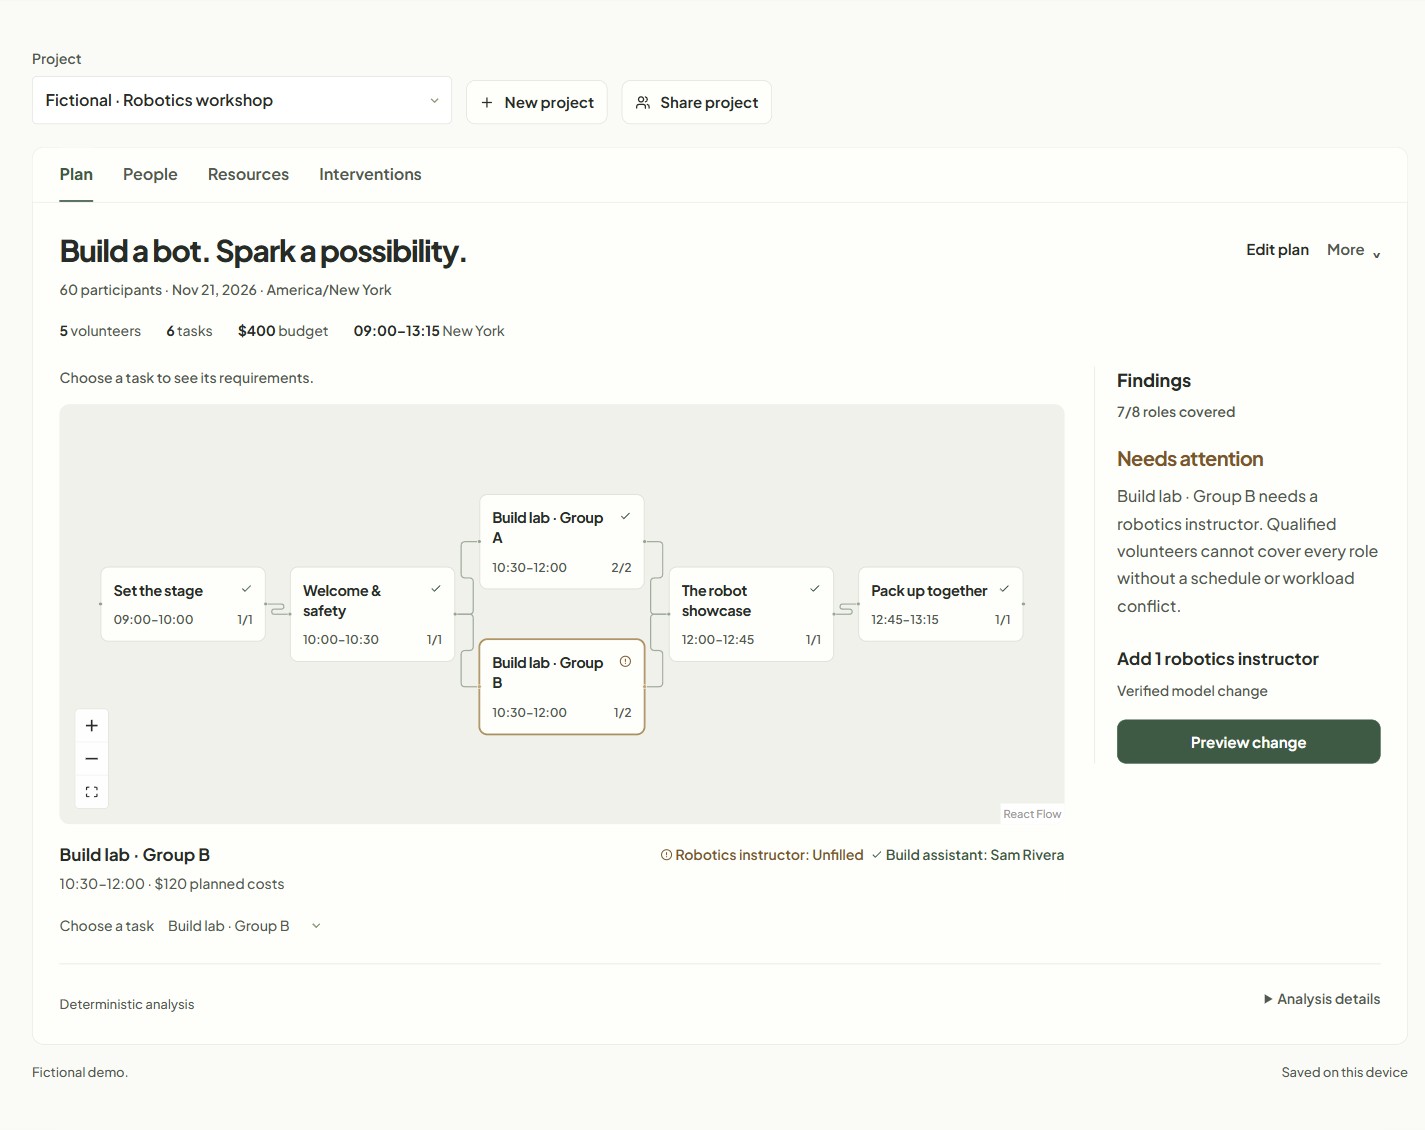 Project
Fictional · Robotics workshop
New project
Share project
Plan
People
Resources
Interventions
Build a bot. Spark a possibility.
Edit plan
More
60 participants · Nov 21, 2026 · America/New York
5 volunteers
6 tasks
$400 budget
09:00–13:15 New York
Choose a task to see its requirements.
Set the stage
09:00–10:00
1/1
Welcome &
safety
10:00–10:30
1/1
Build lab · Group
A
10:30–12:00
2/2
Build lab · Group
B
10:30–12:00
1/2
The robot
showcase
12:00–12:45
1/1
Pack up together
12:45–13:15
1/1
React Flow
Findings
7/8 roles covered
Needs attention
Build lab · Group B needs a
robotics instructor. Qualified
volunteers cannot cover every role
without a schedule or workload
conflict.
Add 1 robotics instructor
Verified model change
Preview change
Build lab · Group B
Robotics instructor: Unfilled
Build assistant: Sam Rivera
10:30–12:00 · $120 planned costs
Choose a task
Build lab · Group B
Deterministic analysis
Analysis details
Fictional demo.
Saved on this device